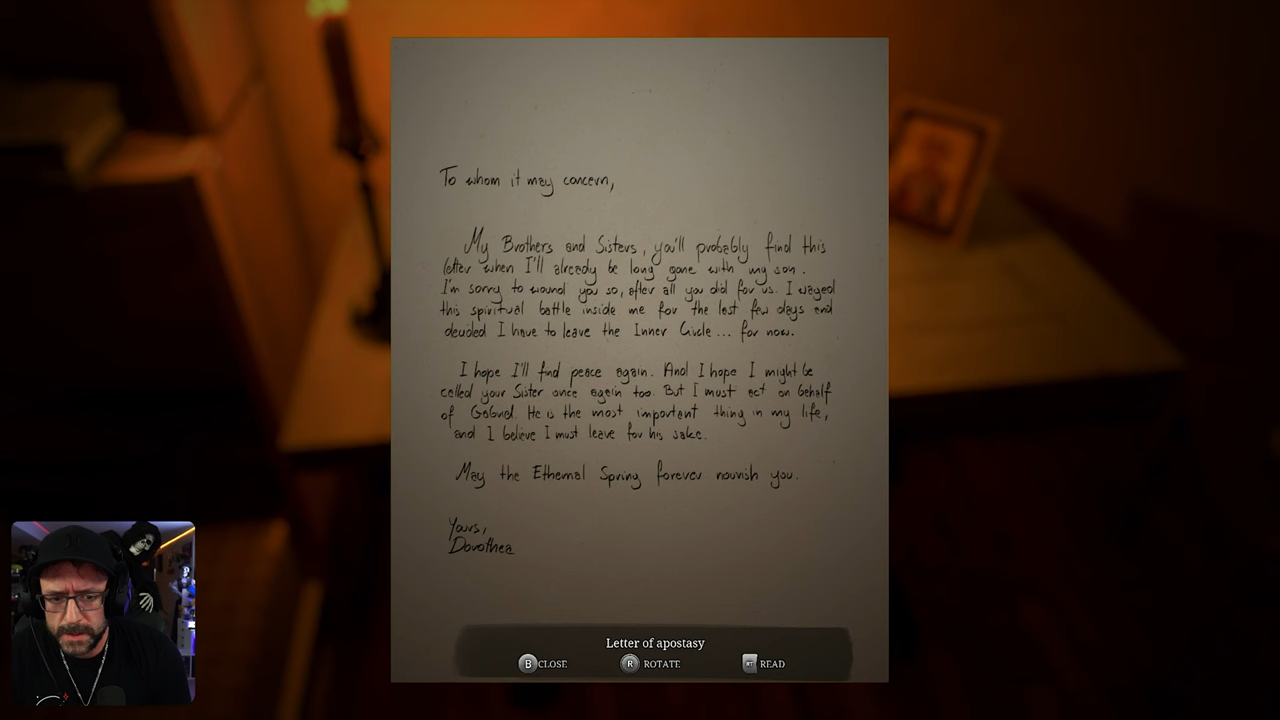 To whom it may concern,
My Brothers and Sisters, you'll probably find this
letter when I'll already be long gone with my son.
I'm sorry to wound you so, after all you did for us. I waged
this spiritual battle inside me for the last few days and
decided I have to leave the Inner Circle... for now.
I hope I'll find peace again. And I hope I might be
called your Sister once again too. But I must act on behalf
of Gabriel. He is the most important thing in my life,
and I believe I must leave for his sake.
May the Ethernal Spring forever nourish you.
Yours,
Dorothea
Letter of apostasy
B CLOSE R ROTATE RT READ